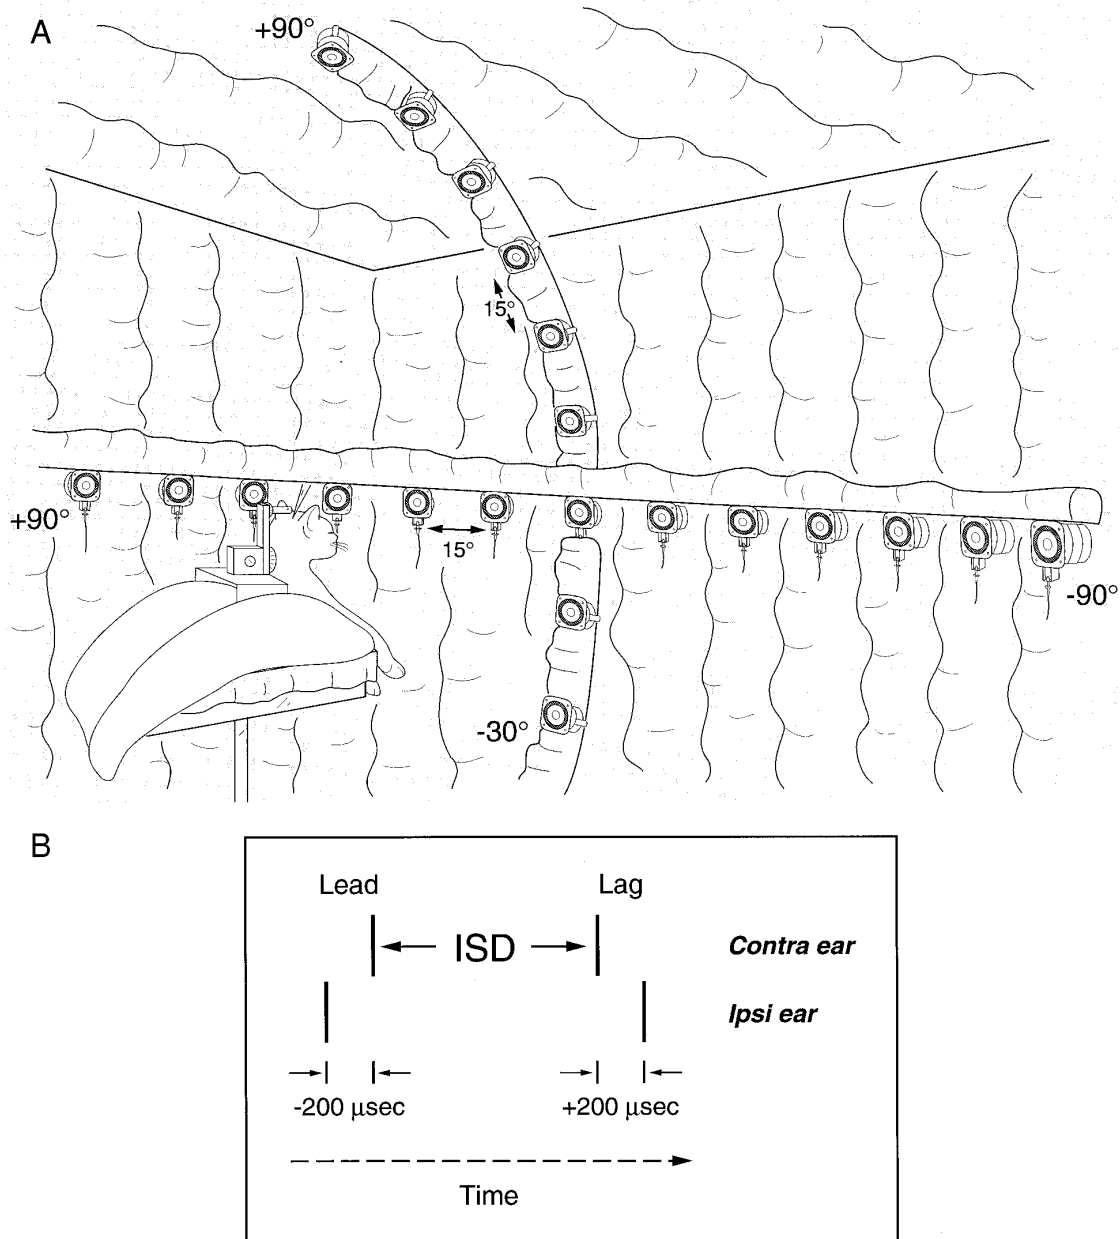 A
+90°
15°
+90°
15°
-90°
-30°
B
Lead Lag
ISD Contra ear
Ipsi ear
-200 μsec +200 μsec
Time